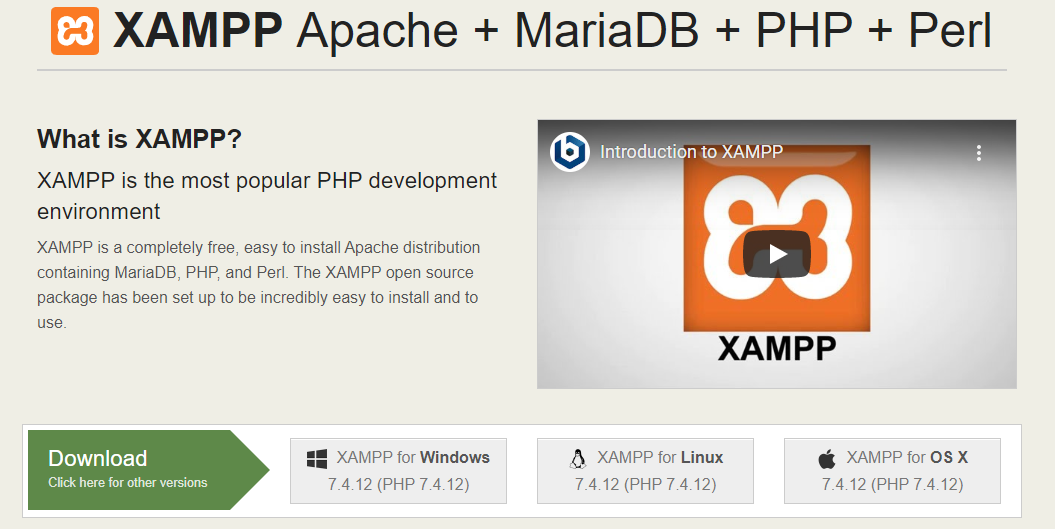 XAMPP Apache + MariaDB + PHP + Perl
What is XAMPP?
XAMPP is the most popular PHP development
environment
XAMPP is a completely free, easy to install Apache distribution
containing MariaDB, PHP, and Perl. The XAMPP open source
package has been set up to be incredibly easy to install and to
use.
Introduction to XAMPP
XAMPP
Download
Click here for other versions
XAMPP for Windows
7.4.12 (PHP 7.4.12)
XAMPP for Linux
7.4.12 (PHP 7.4.12)
XAMPP for OS X
7.4.12 (PHP 7.4.12)